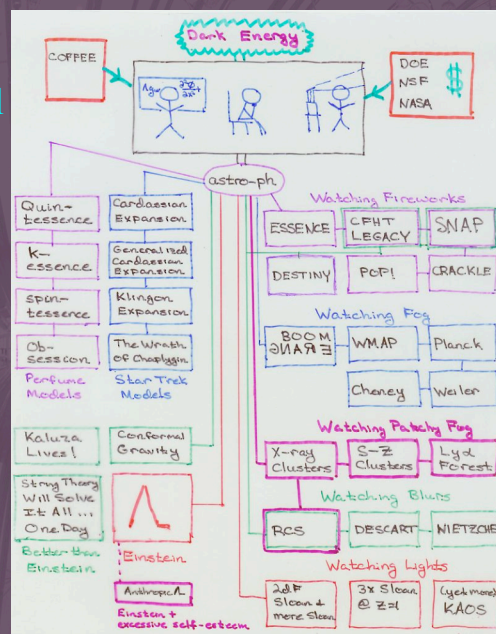 Dark Energy
COFFEE
DOE
NSF
NASA
$
astro-ph
Quin-
tessence
k-
essence
spin-
tessence
Ob-
session
Perfume
Models
Cardassian
Expansion
Generalized
Cardassian
Expansion
Klingon
Expansion
The Wrath
of Chaplygin
Star Trek
Models
Kaluza
Lives!
String Theory
Will Solve
It All ...
One Day
Better than
Einstein
Conformal
Gravity
Einstein
Anthropic Λ
Einstein +
excessive self-esteem
Watching Fireworks
ESSENCE
CFHT
LEGACY
SNAP
DESTINY
POP!
CRACKLE
Watching Fog
BOOM
ERANG
WMAP
Planck
Cheney
Weiler
Watching Patchy Fog
X-ray
Clusters
S-Z
Clusters
Lyα
Forest
Watching Blurs
RCS
DESCART
NIETZCHE
Watching Lights
2dF
Sloan &
more Sloan
3x Sloan
@ Z=1
(yet more)
KAOS